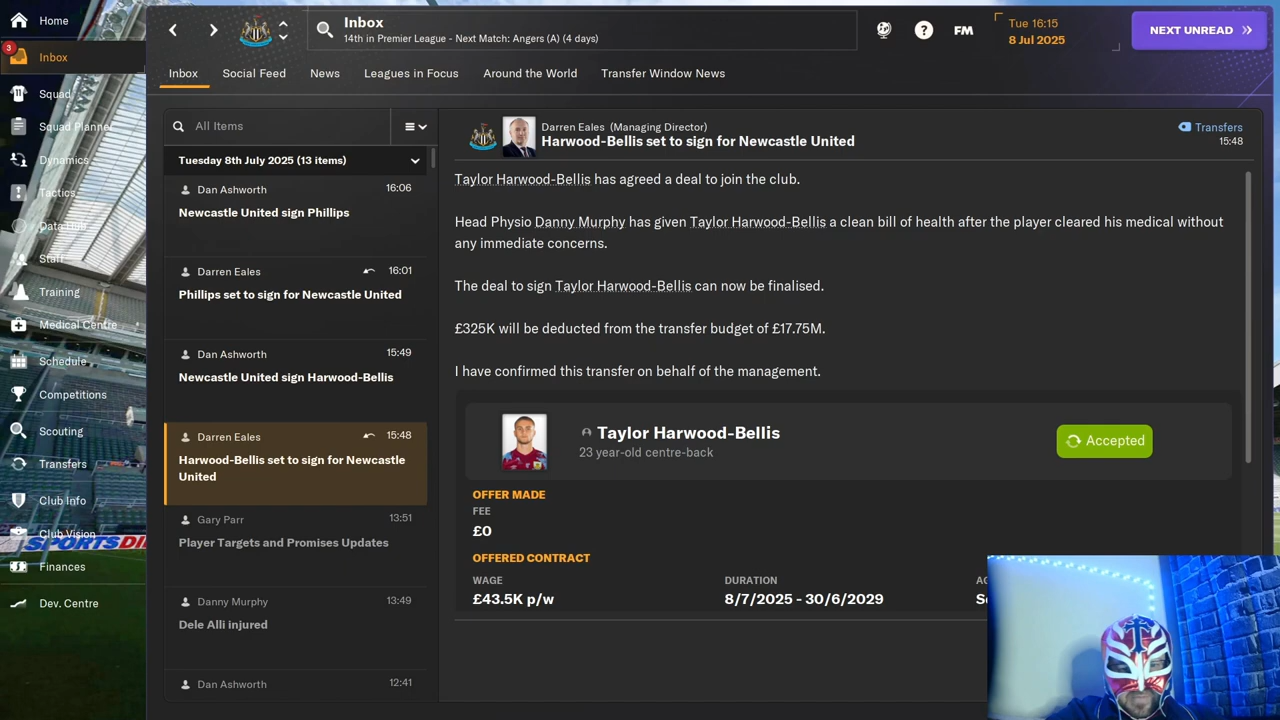 Home
3
Inbox
Squad
Squad Planner
Dynamics
Tactics
Data Hub
Staff
Training
Medical Centre
Schedule
Competitions
Scouting
Transfers
Club Info
Club Vision
Finances
Dev. Centre
Inbox
14th in Premier League - Next Match: Angers (A) (4 days)
?
FM
Tue 16:15
8 Jul 2025
NEXT UNREAD
Inbox
Social Feed
News
Leagues in Focus
Around the World
Transfer Window News
All Items
Tuesday 8th July 2025 (13 items)
Dan Ashworth
16:06
Newcastle United sign Phillips
Darren Eales
16:01
Phillips set to sign for Newcastle United
Dan Ashworth
15:49
Newcastle United sign Harwood-Bellis
Darren Eales
15:48
Harwood-Bellis set to sign for Newcastle
United
Gary Parr
13:51
Player Targets and Promises Updates
Danny Murphy
13:49
Dele Alli injured
Dan Ashworth
12:41
Darren Eales (Managing Director)
Harwood-Bellis set to sign for Newcastle United
Transfers
15:48
Taylor Harwood-Bellis has agreed a deal to join the club.
Head Physio Danny Murphy has given Taylor Harwood-Bellis a clean bill of health after the player cleared his medical without
any immediate concerns.
The deal to sign Taylor Harwood-Bellis can now be finalised.
£325K will be deducted from the transfer budget of £17.75M.
I have confirmed this transfer on behalf of the management.
Taylor Harwood-Bellis
23 year-old centre-back
Accepted
OFFER MADE
FEE
£0
OFFERED CONTRACT
WAGE
£43.5K p/w
DURATION
8/7/2025 - 30/6/2029
SPORTS DI